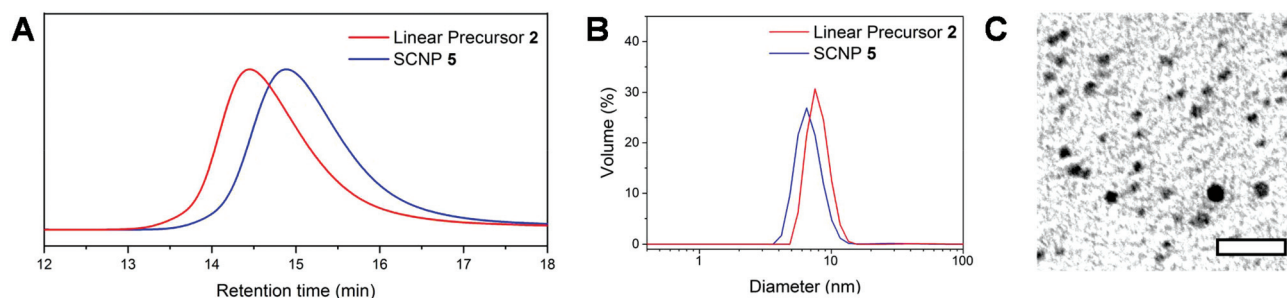 A
Linear Precursor 2
SCNP 5
12 13 14 15 16 17 18
Retention time (min)
B
Linear Precursor 2
SCNP 5
Volume (%)
40
30
20
10
0
1 10 100
Diameter (nm)
C